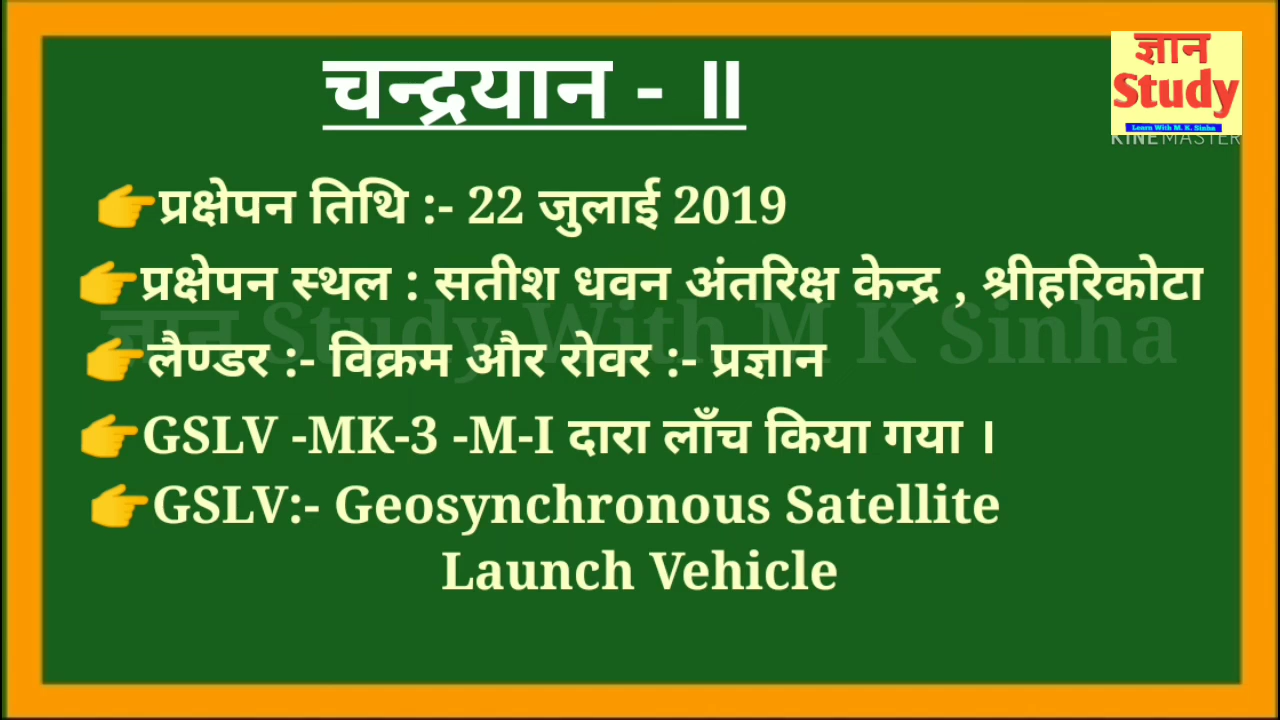 चन्द्रयान - II
ज्ञान
Study
Learn With M. K. Sinha
KINEMASTER
👉प्रक्षेपन तिथि :- 22 जुलाई 2019
👉प्रक्षेपन स्थल : सतीश धवन अंतरिक्ष केन्द्र , श्रीहरिकोटा
ज्ञान Study With M K Sinha
👉लैण्डर :- विक्रम और रोवर :- प्रज्ञान
👉GSLV -MK-3 -M-I दारा लाँच किया गया ।
👉GSLV:- Geosynchronous Satellite
Launch Vehicle